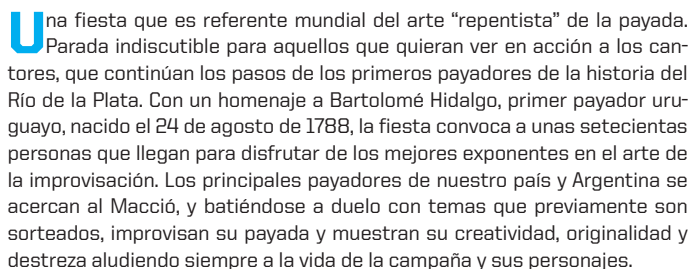 Una fiesta que es referente mundial del arte “repentista” de la payada.
Parada indiscutible para aquellos que quieran ver en acción a los can-
tores, que continúan los pasos de los primeros payadores de la historia del
Río de la Plata. Con un homenaje a Bartolomé Hidalgo, primer payador uru-
guayo, nacido el 24 de agosto de 1788, la fiesta convoca a unas setecientas
personas que llegan para disfrutar de los mejores exponentes en el arte de
la improvisación. Los principales payadores de nuestro país y Argentina se
acercan al Macció, y batiéndose a duelo con temas que previamente son
sorteados, improvisan su payada y muestran su creatividad, originalidad y
destreza aludiendo siempre a la vida de la campaña y sus personajes.